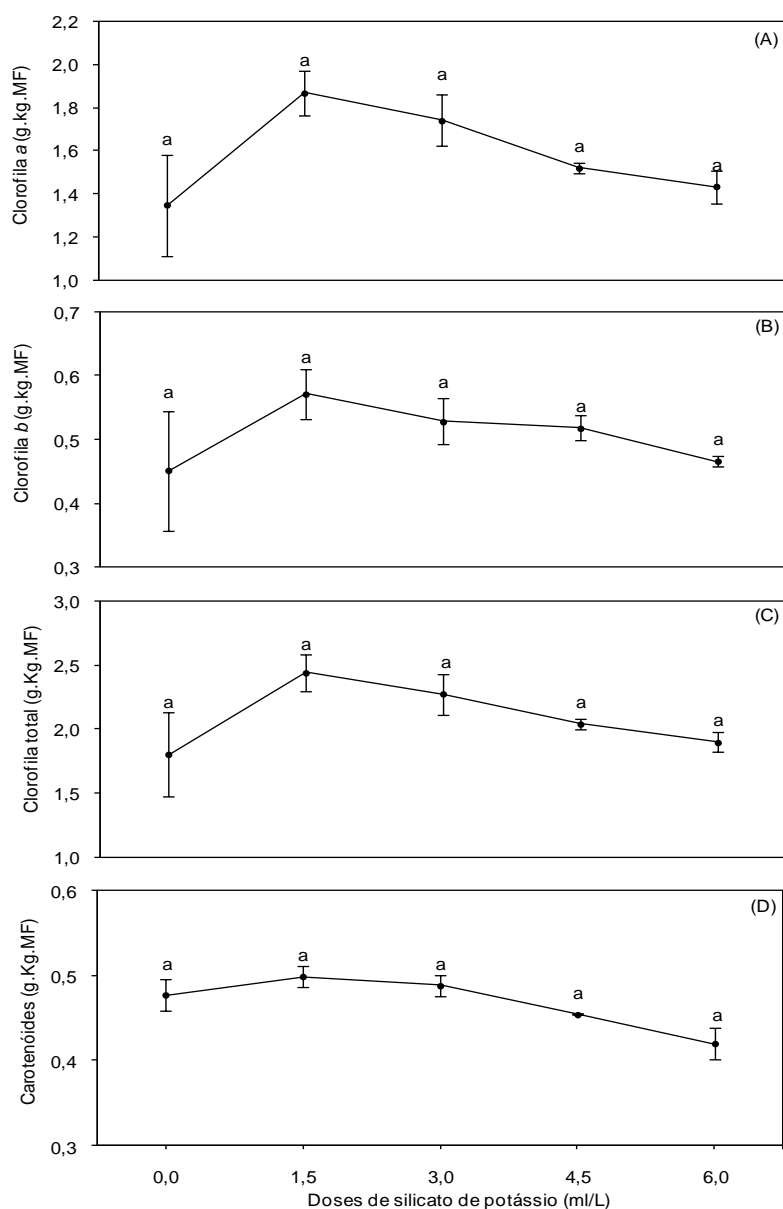 2,2
(A)
2,0
1,8
1,6
1,4
1,2
1,0
Clorofila a (g.kg.MF)
a
a
a
a
a
0,7
(B)
0,6
0,5
0,4
0,3
Clorofila b (g.kg.MF)
a
a
a
a
a
3,0
(C)
2,5
2,0
1,5
1,0
Clorofila total (g.Kg.MF)
a
a
a
a
a
0,6
(D)
0,5
0,4
0,3
Carotenóides (g.Kg.MF)
a
a
a
a
a
0,0 1,5 3,0 4,5 6,0
Doses de silicato de potássio (ml/L)